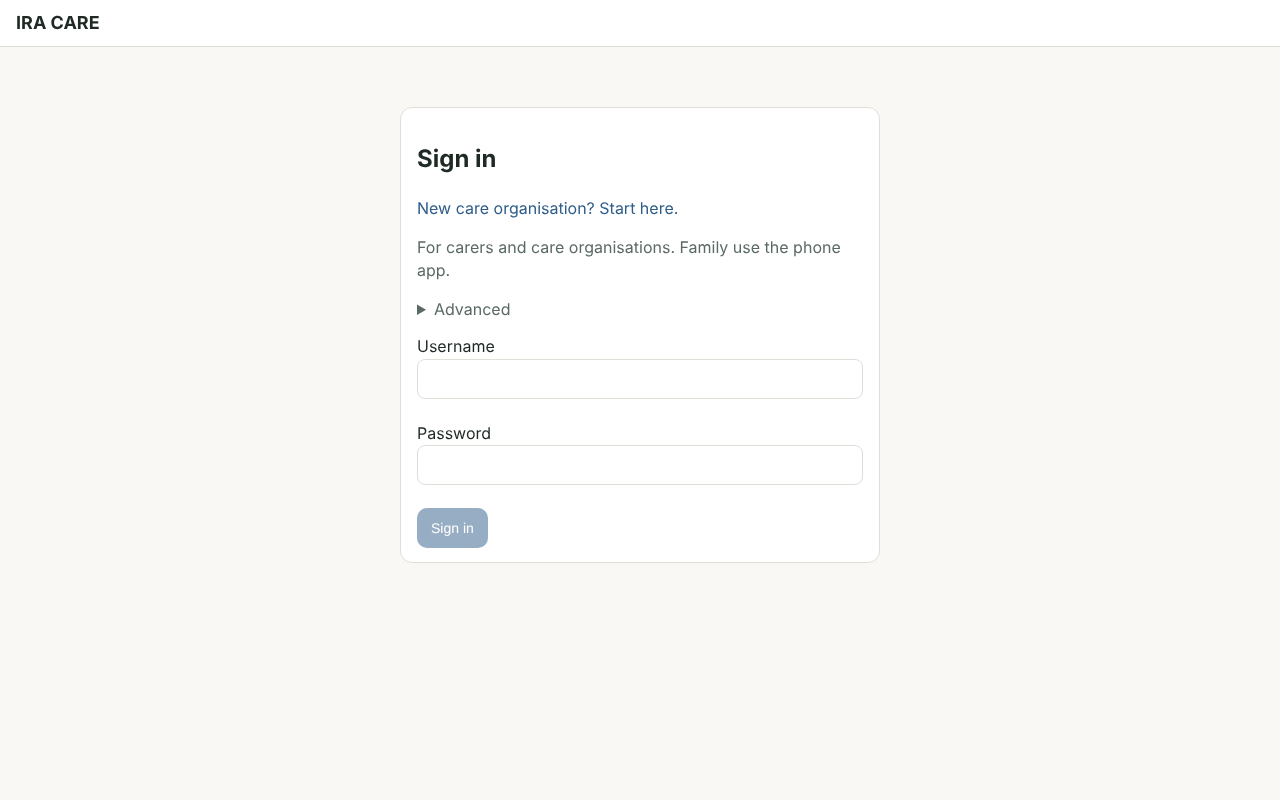 IRA CARE
Sign in
New care organisation? Start here.
For carers and care organisations. Family use the phone
app.
Advanced
Username
Password
Sign in